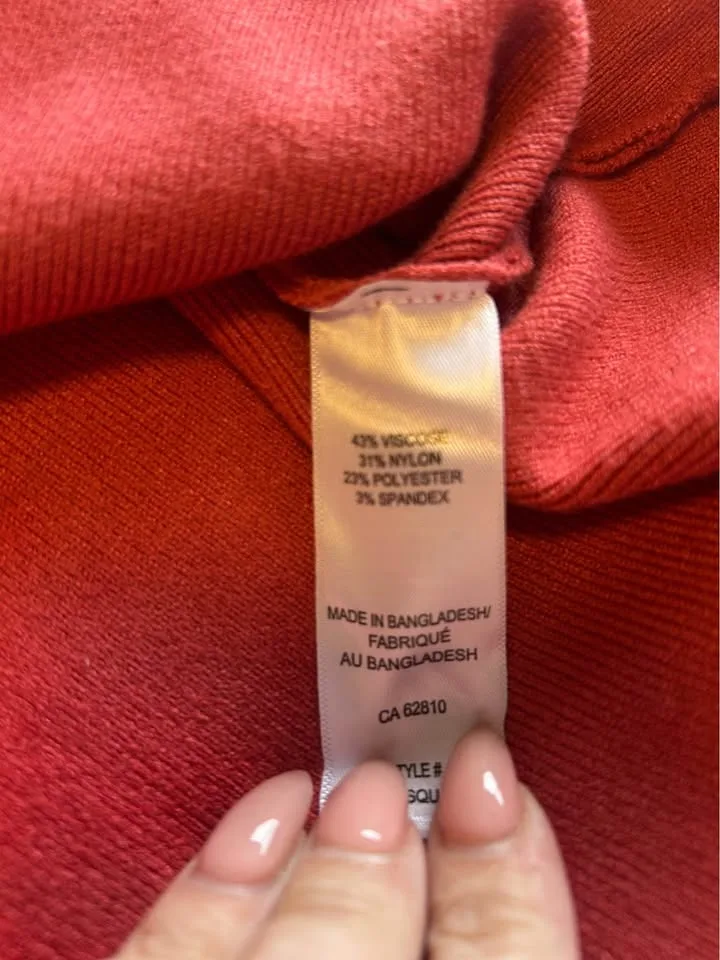 43% VISCOSE
31% NYLON
23% POLYESTER
3% SPANDEX
MADE IN BANGLADESH/
FABRIQUÉ
AU BANGLADESH
CA 62810